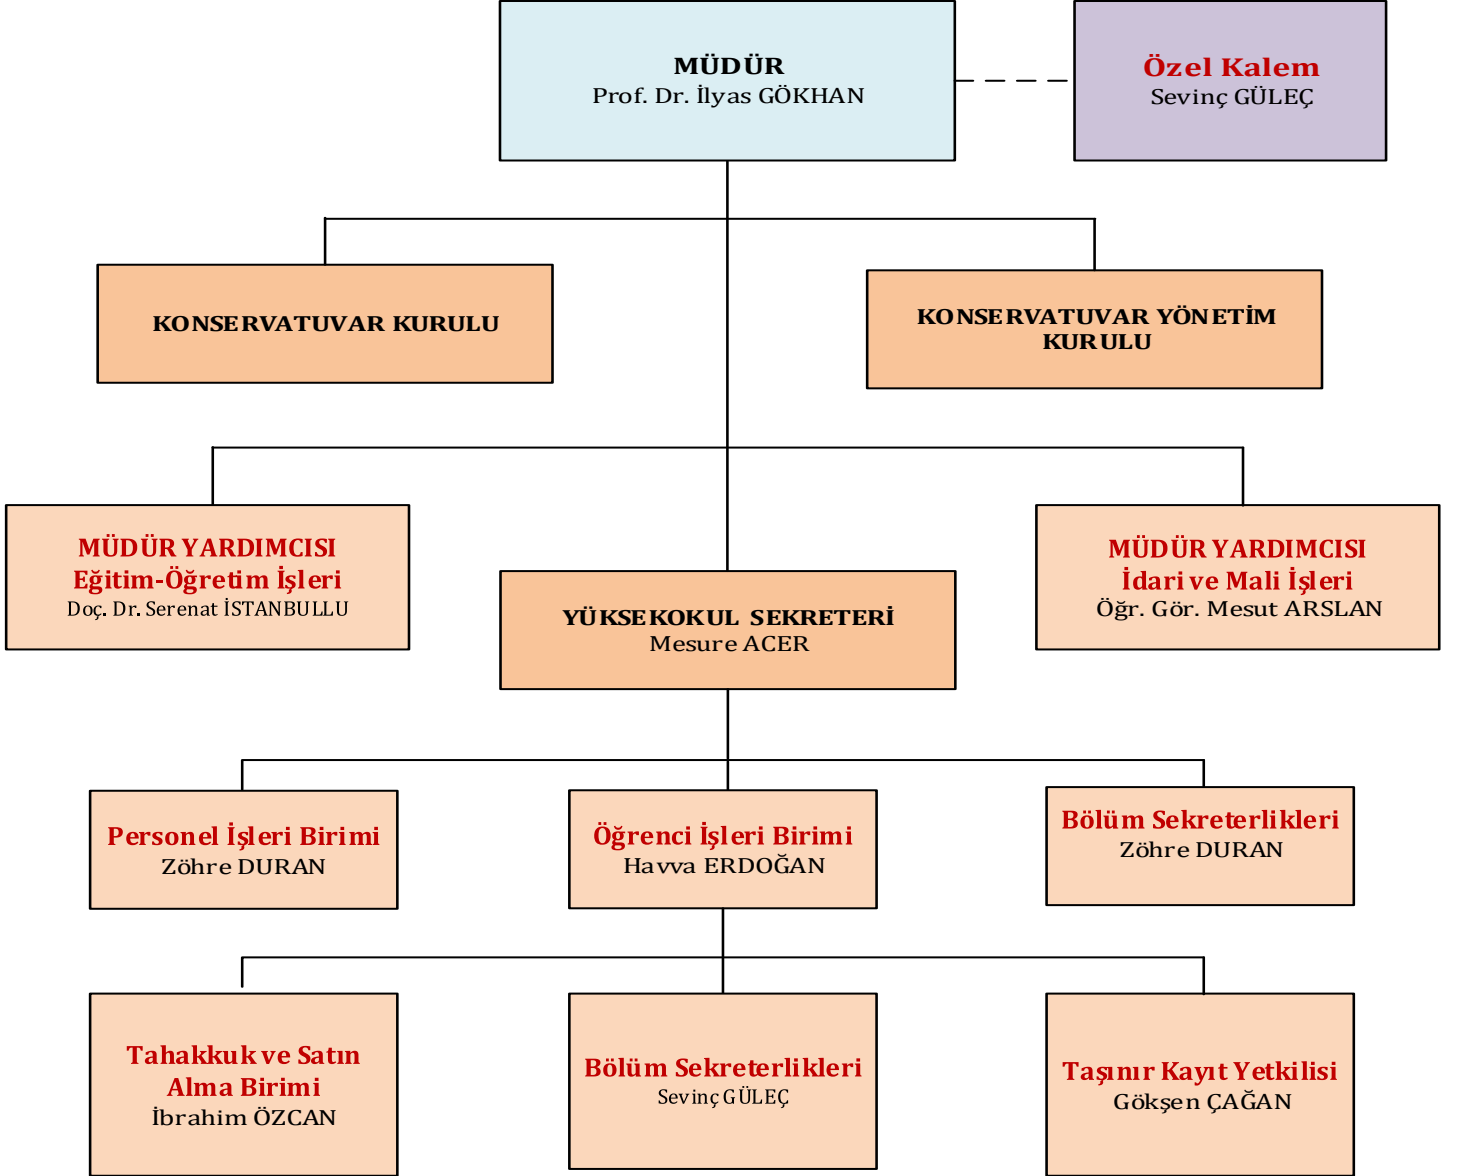 MÜDÜR
Prof. Dr. İlyas GÖKHAN
Özel Kalem
Sevinç GÜLEÇ
KONSERVATUVAR KURULU
KONSERVATUVAR YÖNETİM
KURULU
MÜDÜR YARDIMCISI
Eğitim-Öğretim İşleri
Doç. Dr. Serenat İSTANBULLU
YÜKSEKOKUL SEKRETERİ
Mesure ACER
MÜDÜR YARDIMCISI
İdari ve Mali İşleri
Öğr. Gör. Mesut ARSLAN
Personel İşleri Birimi
Zöhre DURAN
Öğrenci İşleri Birimi
Havva ERDOĞAN
Bölüm Sekreterlikleri
Zöhre DURAN
Tahakkuk ve Satın
Alma Birimi
İbrahim ÖZCAN
Bölüm Sekreterlikleri
Sevinç GÜLEÇ
Taşınır Kayıt Yetkilisi
Gökşen ÇAĞAN